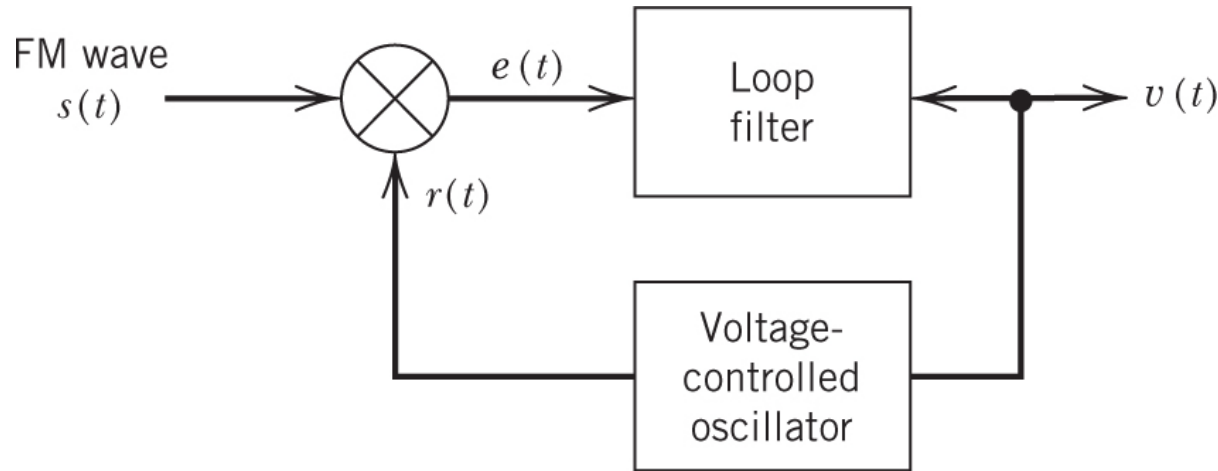 FM wave
s(t)
e(t)
Loop
filter
v(t)
r(t)
Voltage-
controlled
oscillator